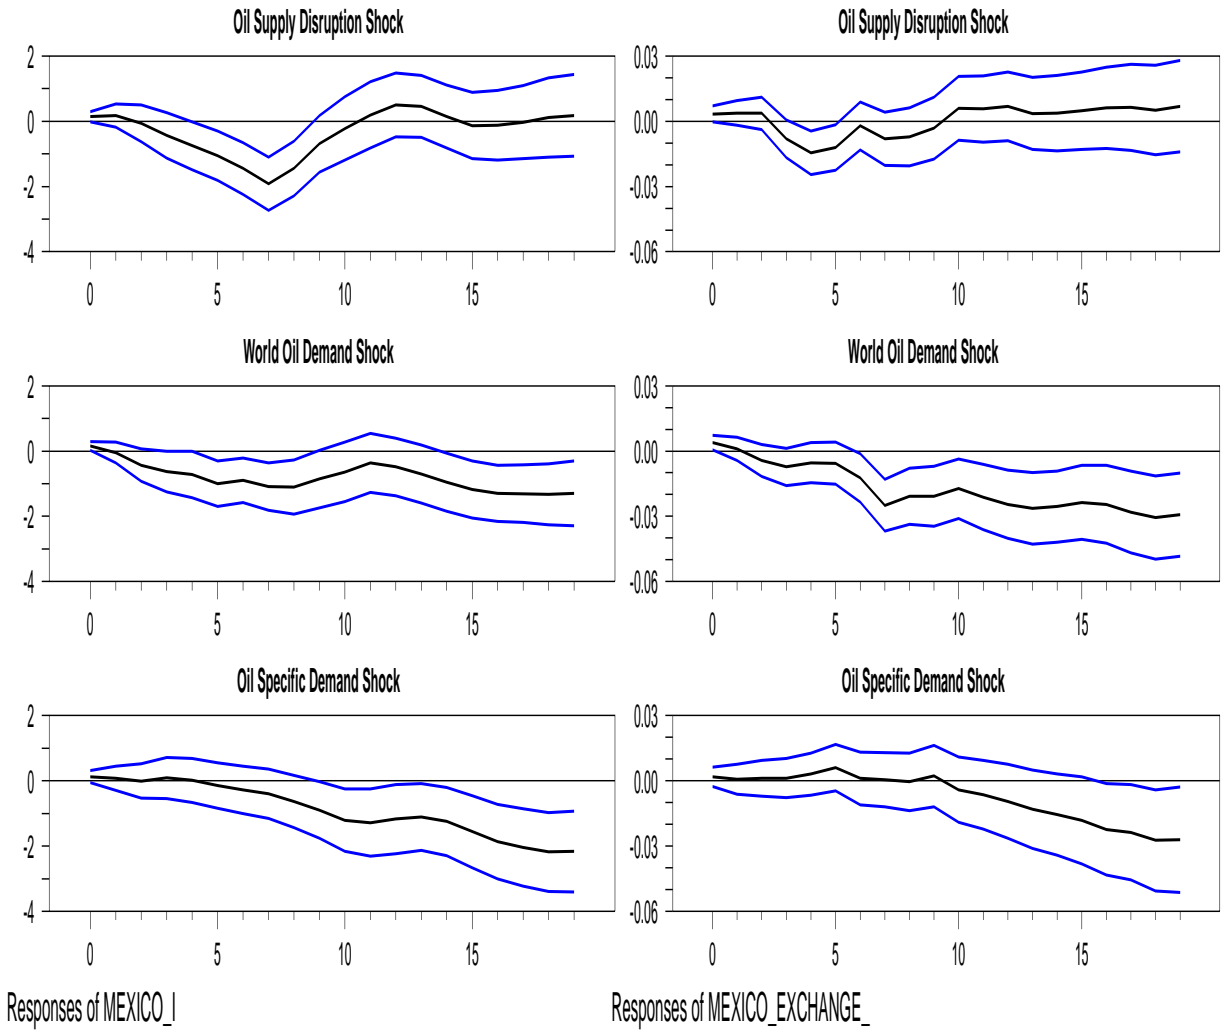 Oil Supply Disruption Shock
2
0
-2
-4
0 5 10 15
Oil Supply Disruption Shock
0.03
0.00
-0.03
-0.06
0 5 10 15
World Oil Demand Shock
2
0
-2
-4
0 5 10 15
World Oil Demand Shock
0.03
0.00
-0.03
-0.06
0 5 10 15
Oil Specific Demand Shock
2
0
-2
-4
0 5 10 15
Oil Specific Demand Shock
0.03
0.00
-0.03
-0.06
0 5 10 15
Responses of MEXICO_I
Responses of MEXICO_EXCHANGE_